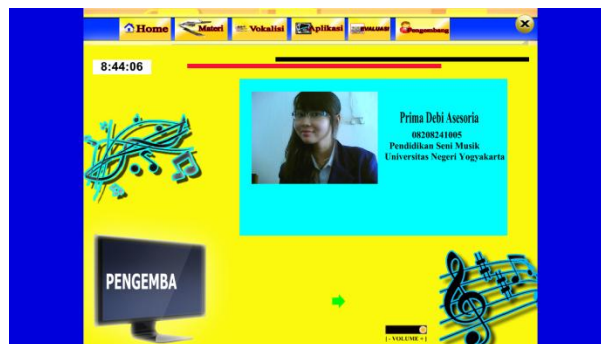 Home Materi Vokalisi Aplikasi EVALUASI Pengembang
8:44:06
Prima Debi Asesoria
08208241005
Pendidikan Seni Musik
Universitas Negeri Yogyakarta
PENGEMBA
[- VOLUME +]